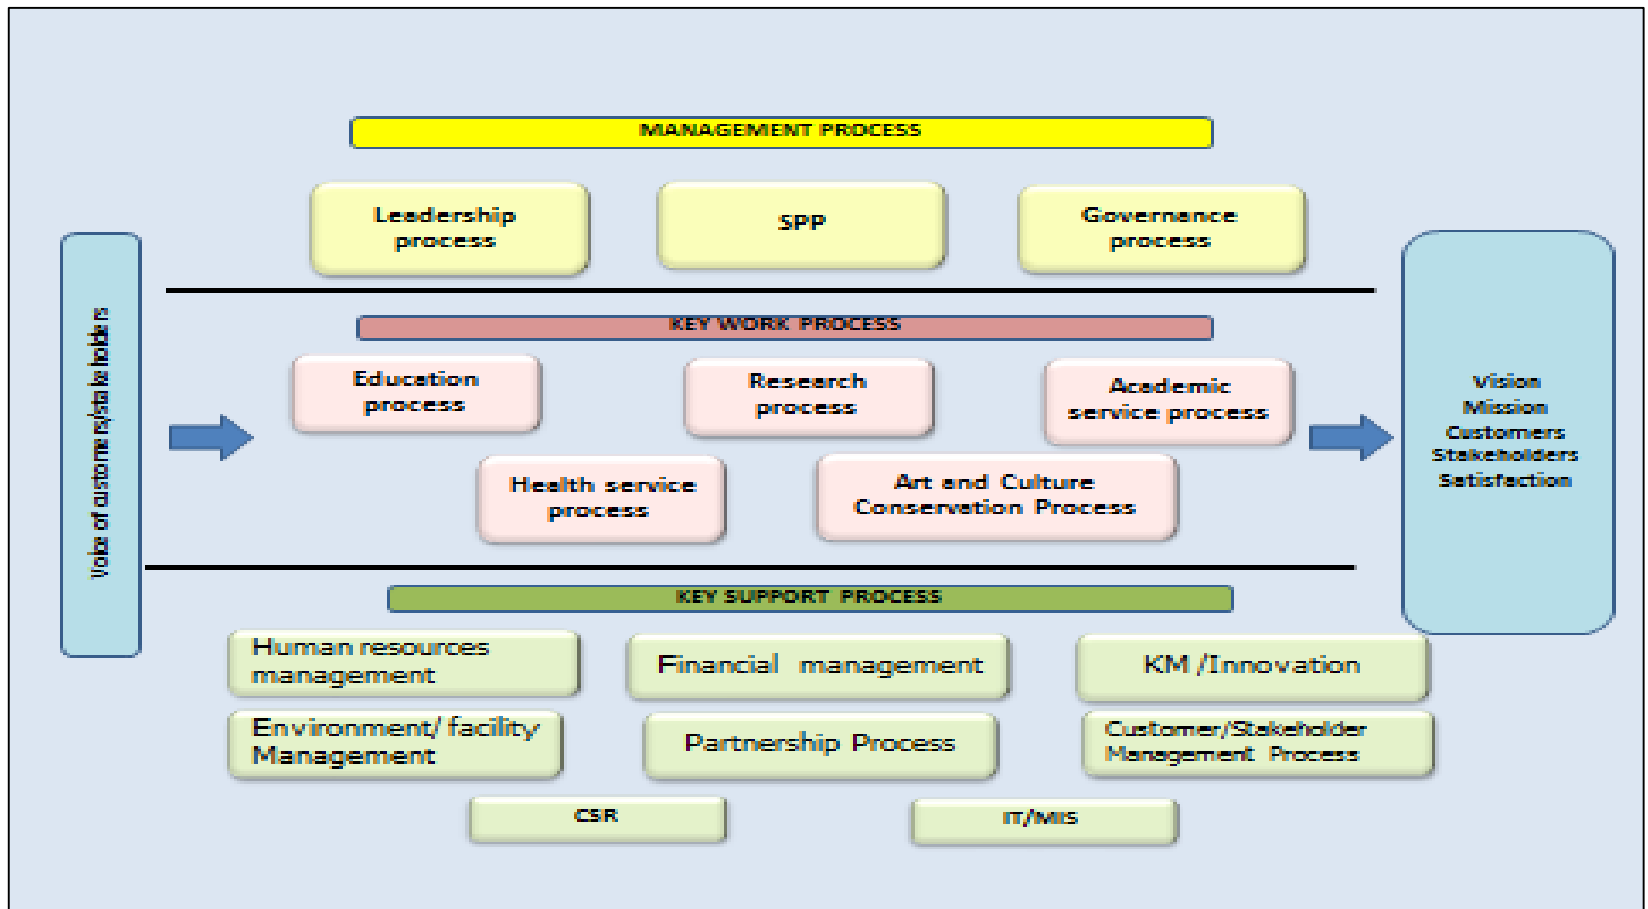 MANAGEMENT PROCESS
Leadership
process
SPP
Governance
process
Voice of customers/stakeholders
KEY WORK PROCESS
Education
process
Research
process
Academic
service process
Health service
process
Art and Culture
Conservation Process
Vision
Mission
Customers
Stakeholders
Satisfaction
KEY SUPPORT PROCESS
Human resources
management
Financial management
KM /Innovation
Environment/ facility
Management
Partnership Process
Customer/Stakeholder
Management Process
CSR
IT/MIS